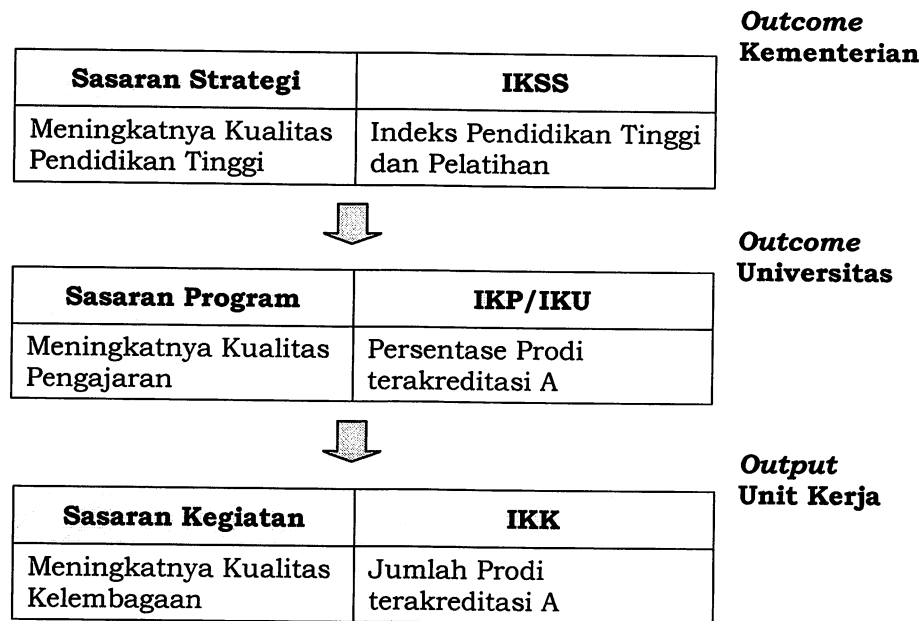 Outcome
Kementerian
Sasaran Strategi IKSS
Meningkatnya Kualitas Indeks Pendidikan Tinggi
Pendidikan Tinggi dan Pelatihan
Outcome
Universitas
Sasaran Program IKP/IKU
Meningkatnya Kualitas Persentase Prodi
Pengajaran terakreditasi A
Output
Unit Kerja
Sasaran Kegiatan IKK
Meningkatnya Kualitas Jumlah Prodi
Kelembagaan terakreditasi A